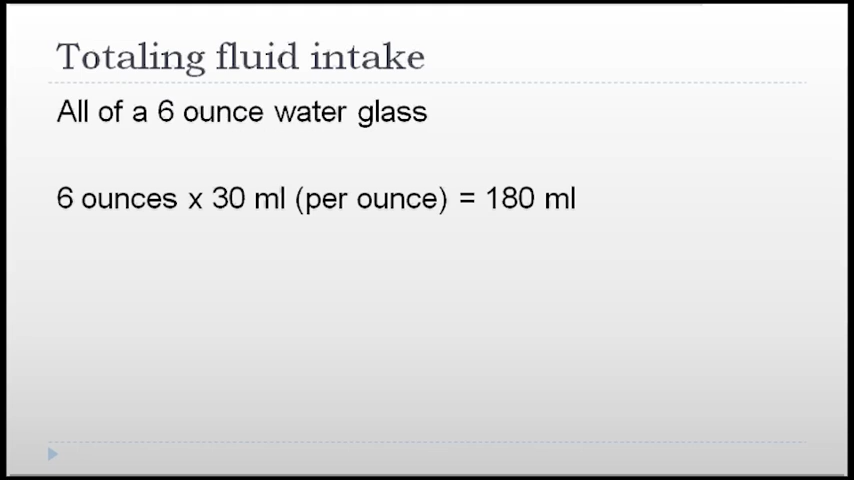 Totaling fluid intake
All of a 6 ounce water glass
6 ounces x 30 ml (per ounce) = 180 ml